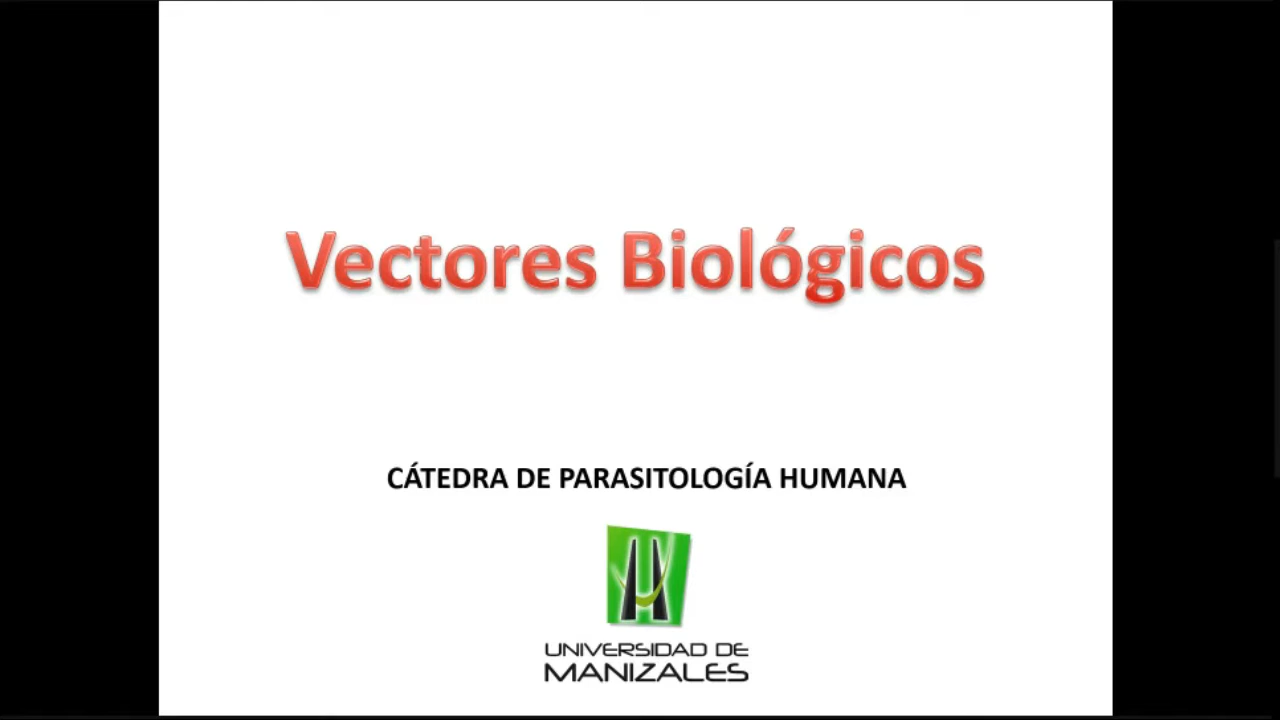 Vectores Biológicos
CÁTEDRA DE PARASITOLOGÍA HUMANA
UNIVERSIDAD DE
MANIZALES